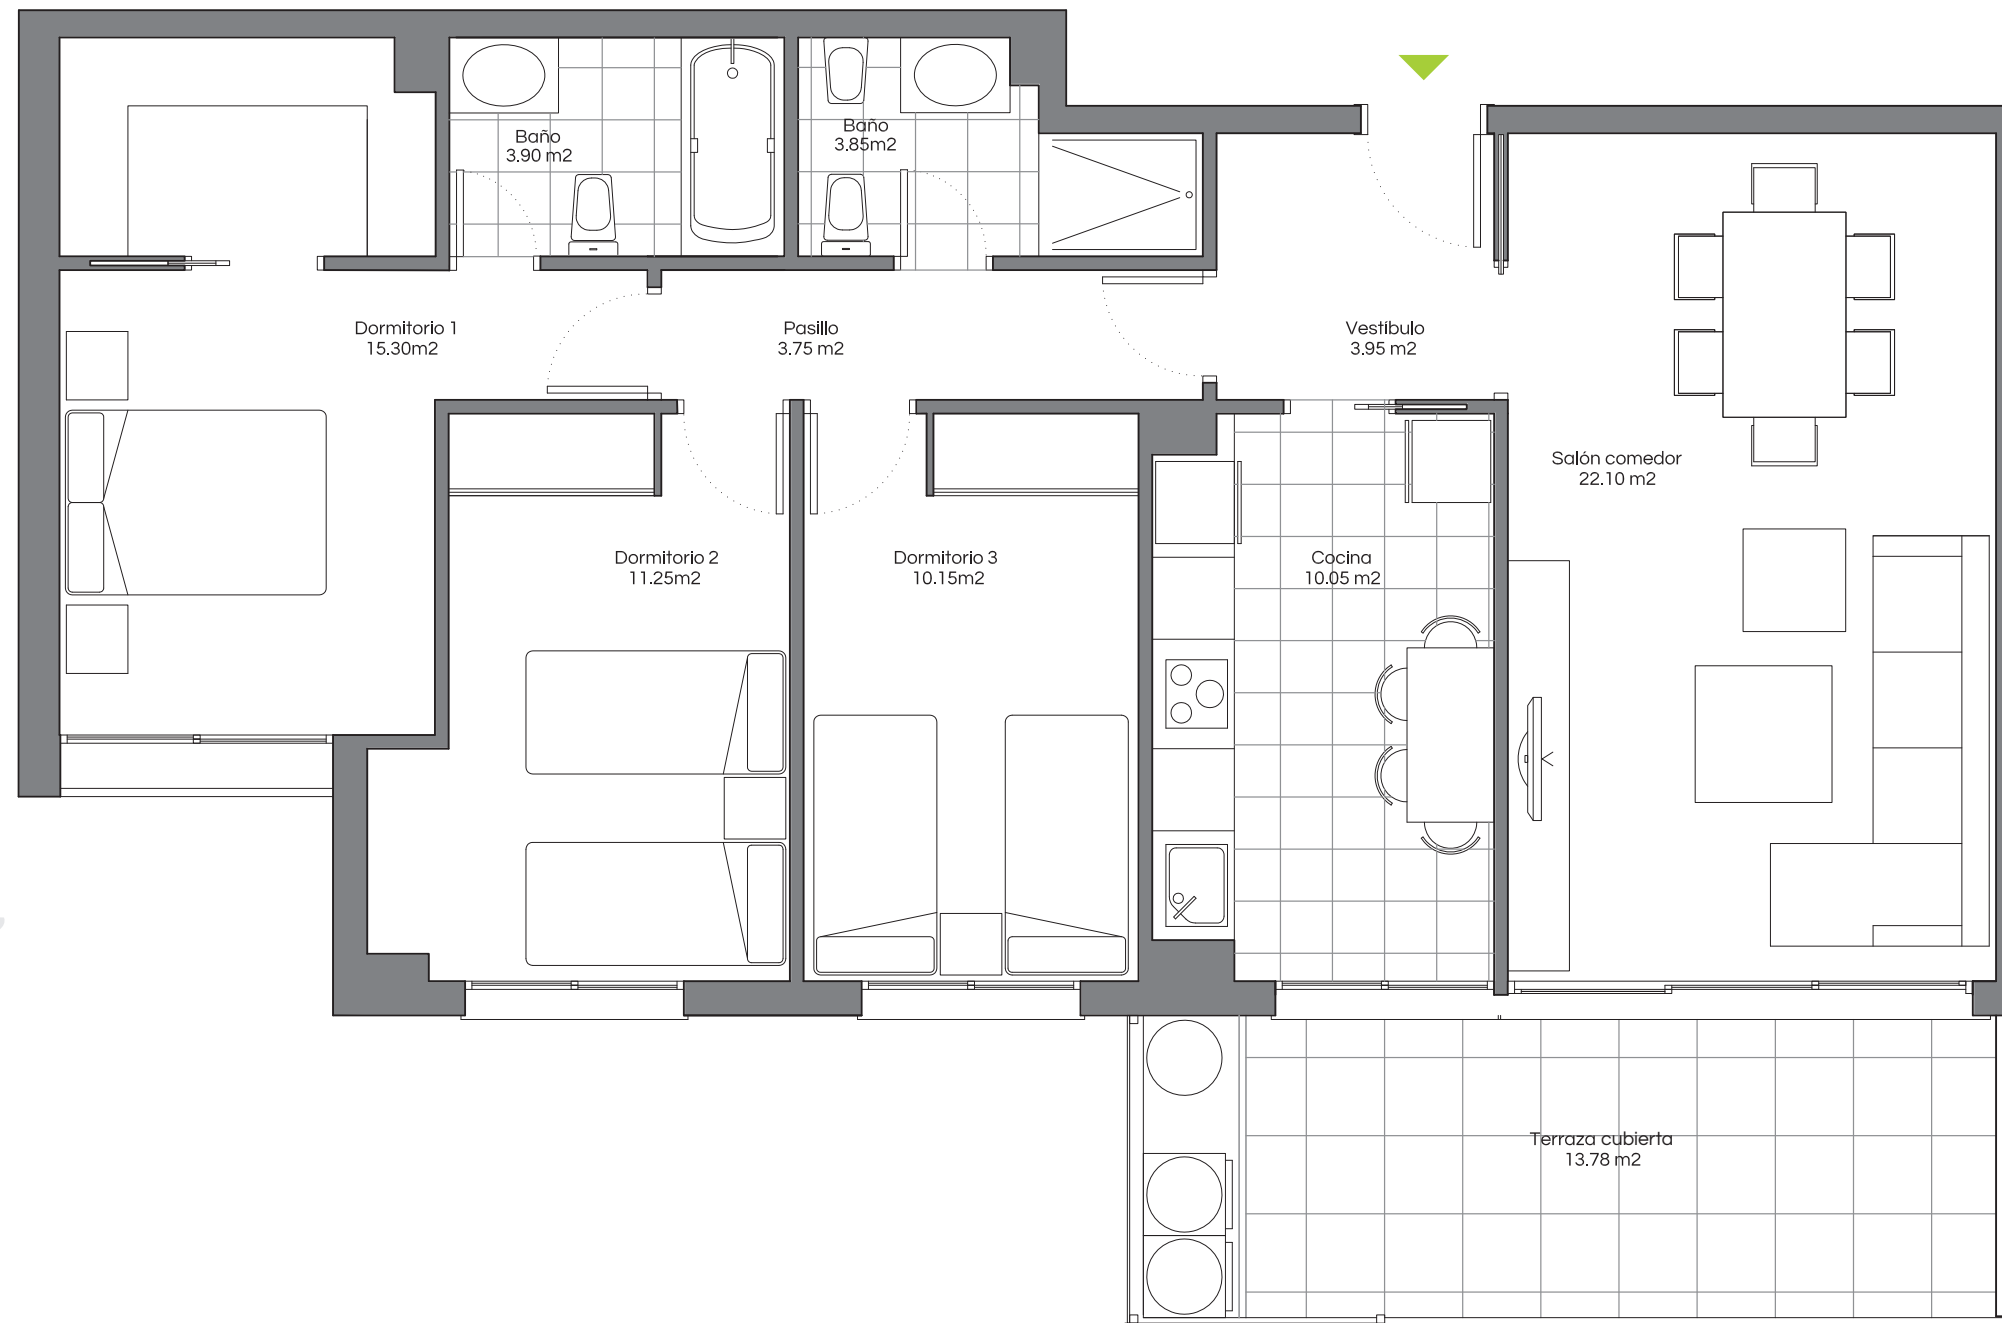 Baño
3.90 m2
Baño
3.85m2
Dormitorio 1
15.30m2
Pasillo
3.75 m2
Vestíbulo
3.95 m2
Salón comedor
22.10 m2
Dormitorio 2
11.25m2
Dormitorio 3
10.15m2
Cocina
10.05 m2
Terraza cubierta
13.78 m2